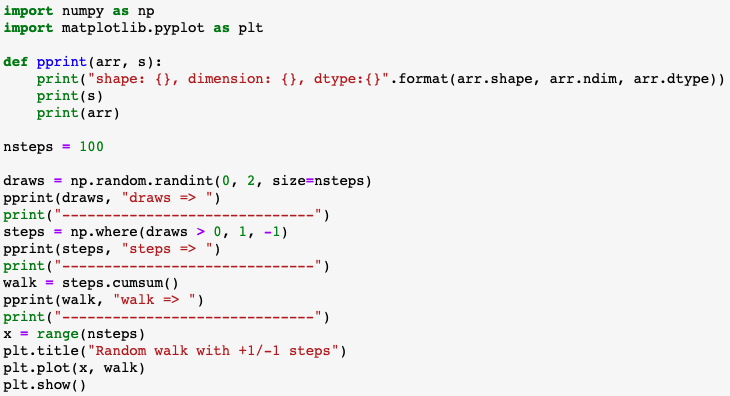 import numpy as np
import matplotlib.pyplot as plt

def pprint(arr, s):
    print("shape: {}, dimension: {}, dtype:{}".format(arr.shape, arr.ndim, arr.dtype))
    print(s)
    print(arr)

nsteps = 100

draws = np.random.randint(0, 2, size=nsteps)
pprint(draws, "draws => ")
print("------------------------------")
steps = np.where(draws > 0, 1, -1)
pprint(steps, "steps => ")
print("------------------------------")
walk = steps.cumsum()
pprint(walk, "walk => ")
print("------------------------------")
x = range(nsteps)
plt.title("Random walk with +1/-1 steps")
plt.plot(x, walk)
plt.show()